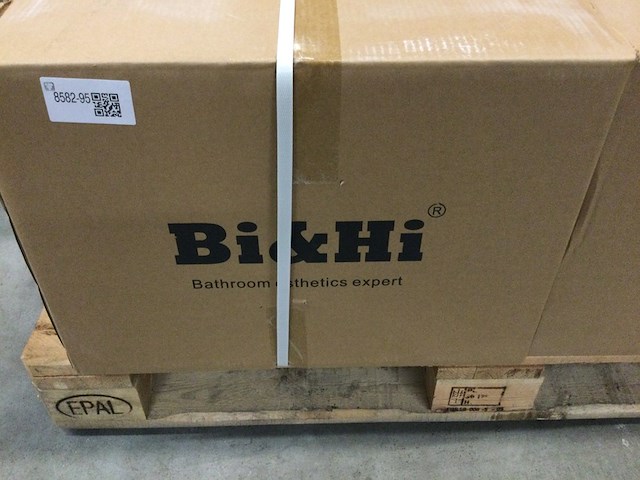 8582-95
Bi&Hi®
Bathroom esthetics expert
EPAL